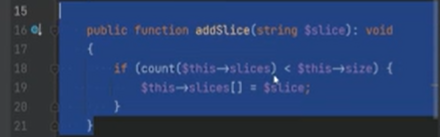 15
16 public function addSlice(string $slice): void
17 {
18 if (count($this→slices) < $this→size) {
19 $this→slices[] = $slice;
20 }
21 }